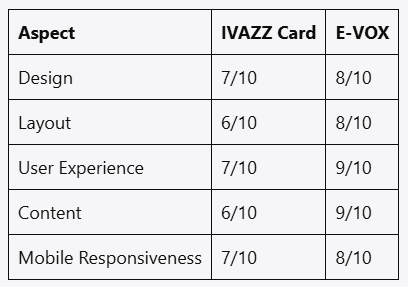 Aspect IVAZZ Card E-VOX
Design 7/10 8/10
Layout 6/10 8/10
User Experience 7/10 9/10
Content 6/10 9/10
Mobile Responsiveness 7/10 8/10